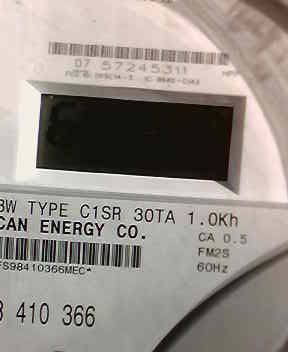 07 57245311
3W TYPE C1SR 30TA 1.0Kh
CAN ENERGY CO.
CA 0.5
FM2S
60Hz
FS98410366MEC*
410 366